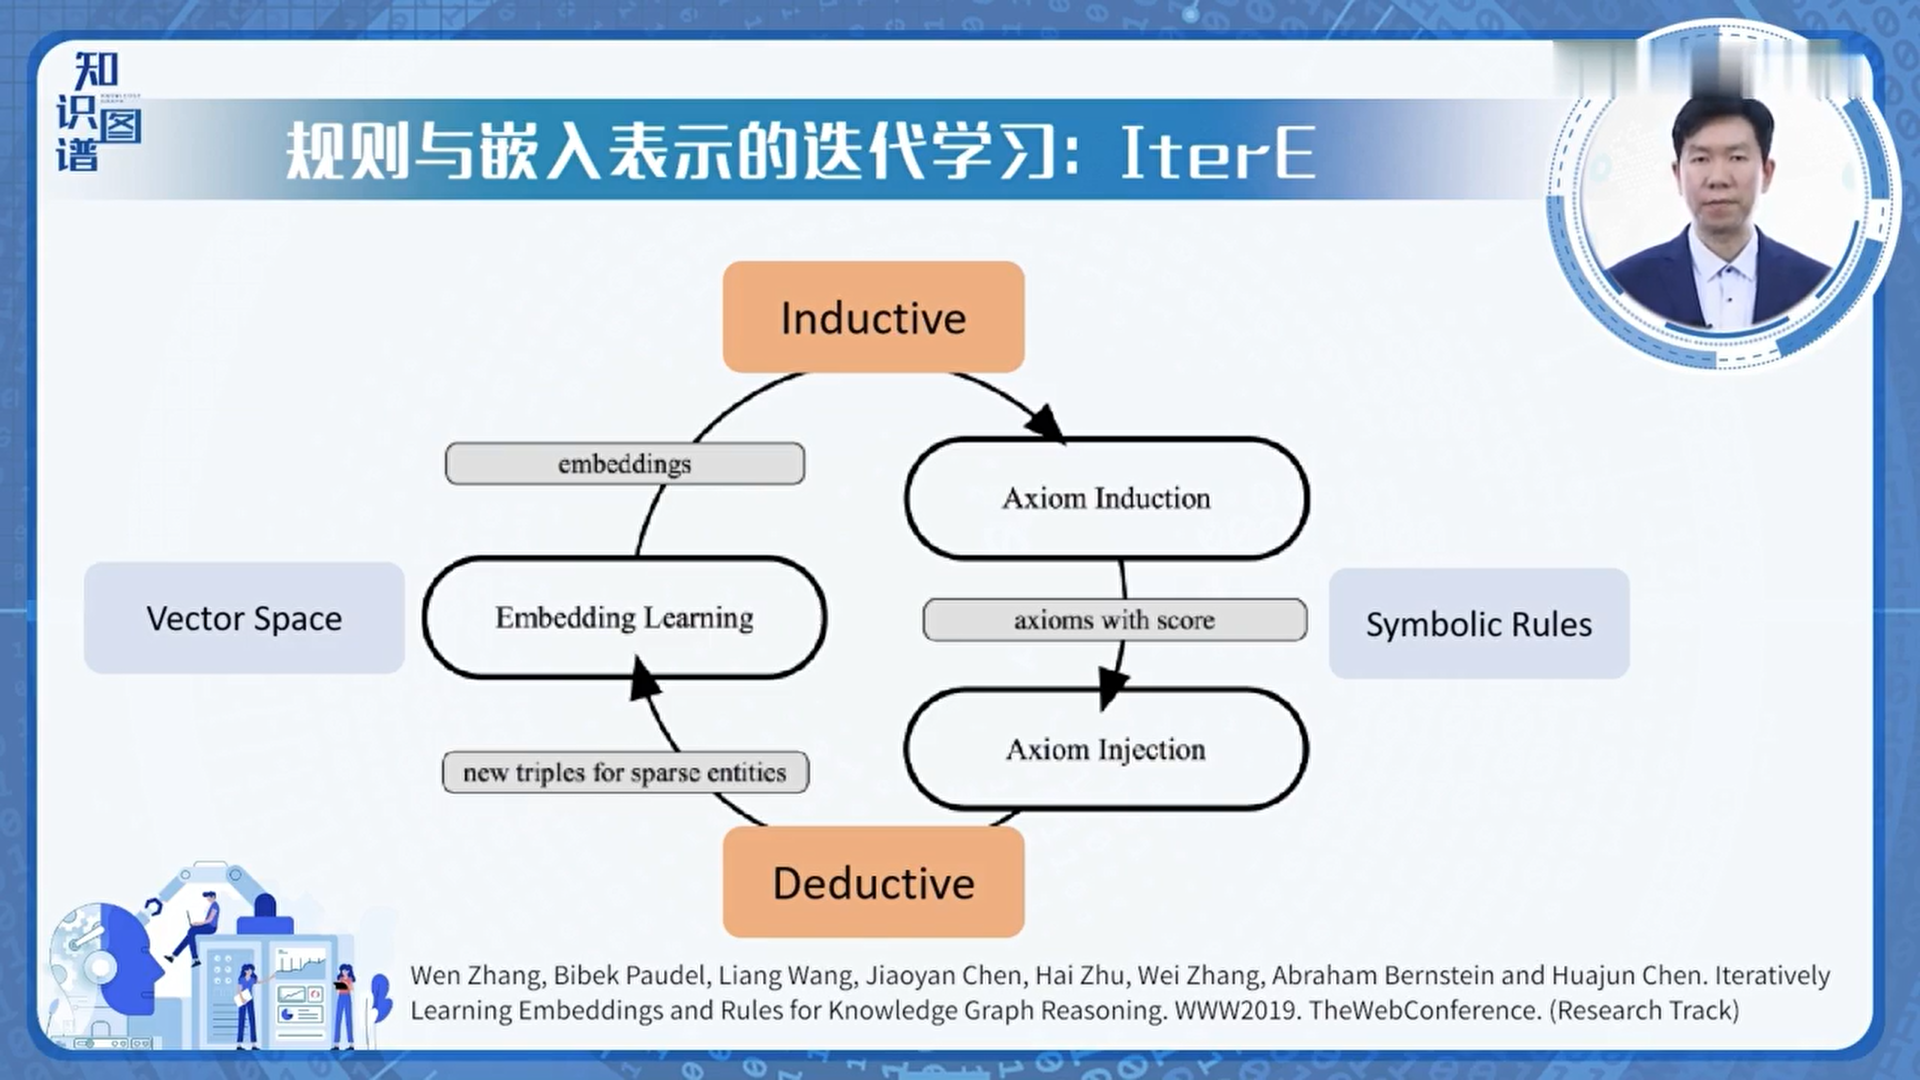 知
识图
谱
规则与嵌入表示的迭代学习：IterE
Inductive
embeddings
Axiom Induction
Vector Space
Embedding Learning
axioms with score
Symbolic Rules
new triples for sparse entities
Axiom Injection
Deductive
Wen Zhang, Bibek Paudel, Liang Wang, Jiaoyan Chen, Hai Zhu, Wei Zhang, Abraham Bernstein and Huajun Chen. Iteratively
Learning Embeddings and Rules for Knowledge Graph Reasoning. WWW2019. TheWebConference. (Research Track)